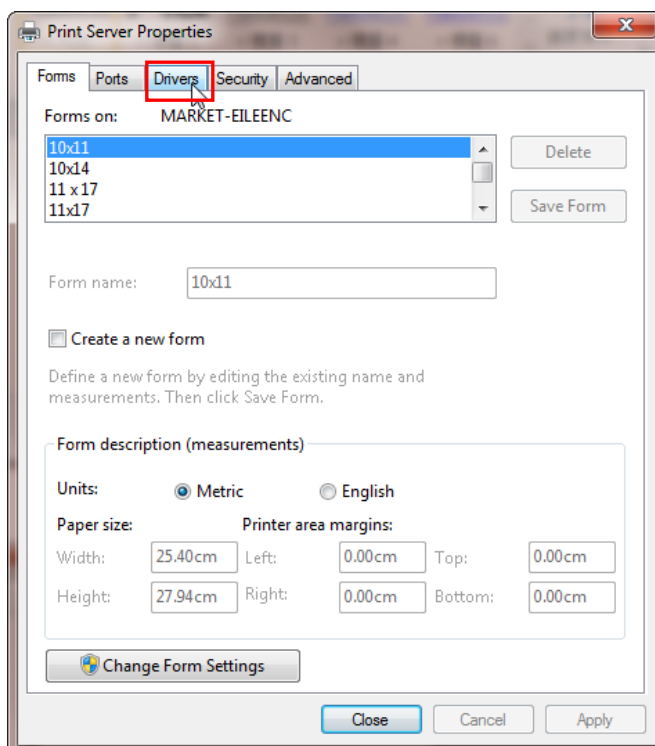 Print Server Properties
Forms Ports Drivers Security Advanced
Forms on: MARKET-EILEENC
10x11
10x14
11 x 17
11x17
Delete
Save Form
Form name: 10x11
Create a new form
Define a new form by editing the existing name and
measurements. Then click Save Form.
Form description (measurements)
Units: Metric English
Paper size: Printer area margins:
Width: 25.40cm Left: 0.00cm Top: 0.00cm
Height: 27.94cm Right: 0.00cm Bottom: 0.00cm
Change Form Settings
Close Cancel Apply